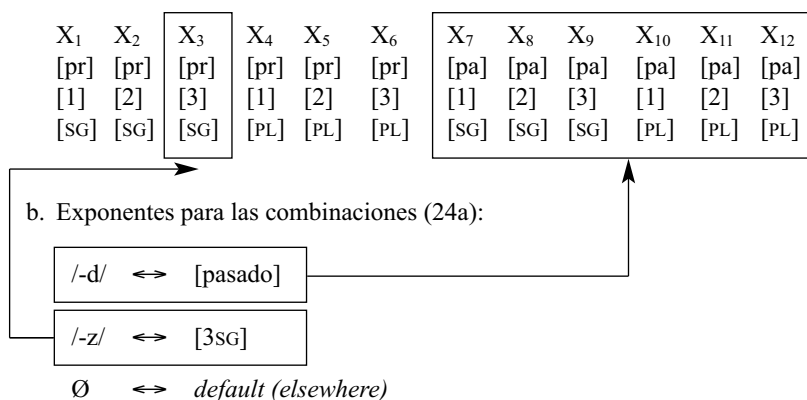 X1 X2 X3 X4 X5 X6 X7 X8 X9 X10 X11 X12
[pr] [pr] [pr] [pr] [pr] [pr] [pa] [pa] [pa] [pa] [pa] [pa]
[1] [2] [3] [1] [2] [3] [1] [2] [3] [1] [2] [3]
[SG] [SG] [SG] [PL] [PL] [PL] [SG] [SG] [SG] [PL] [PL] [PL]
b. Exponentes para las combinaciones (24a):
/-d/ ↔ [pasado]
/-z/ ↔ [3SG]
Ø ↔ default (elsewhere)